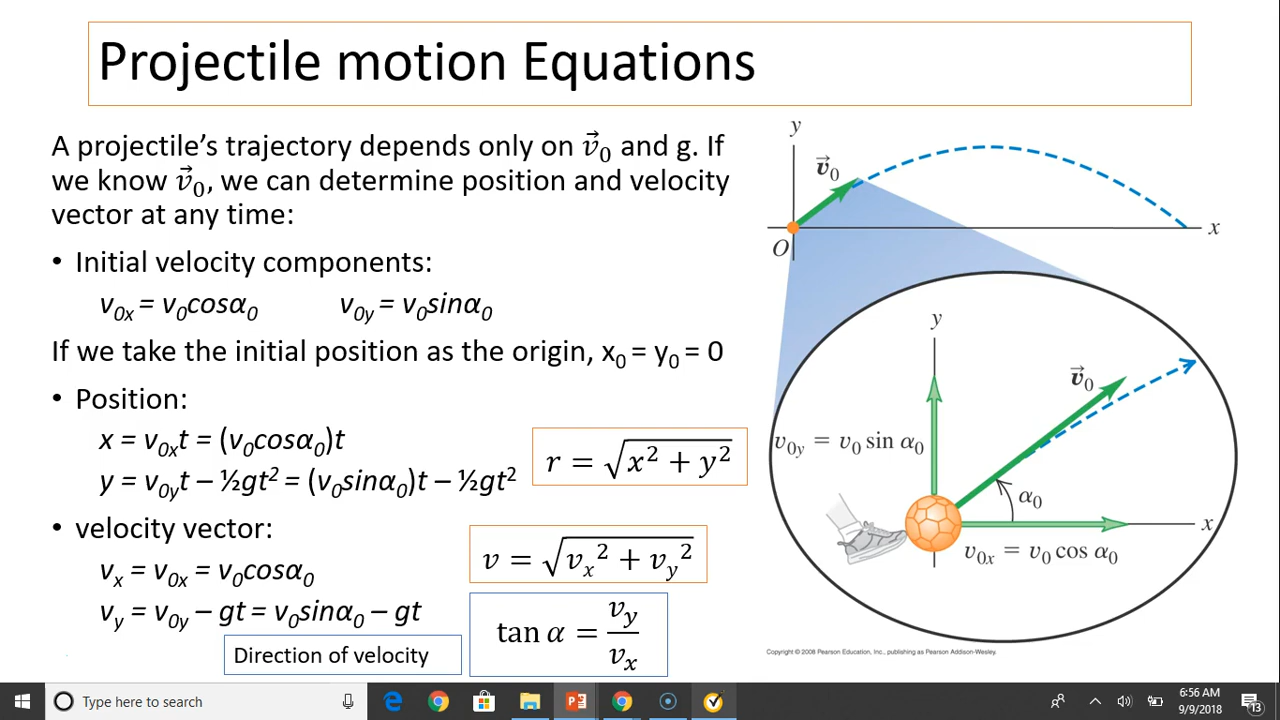 Projectile motion Equations
A projectile's trajectory depends only on v⃗₀ and g. If
we know v⃗₀, we can determine position and velocity
vector at any time:
• Initial velocity components:
v₀ₓ = v₀cosα₀ v₀y = v₀sinα₀
If we take the initial position as the origin, x₀ = y₀ = 0
• Position:
x = v₀ₓt = (v₀cosα₀)t
y = v₀yt – ½gt² = (v₀sinα₀)t – ½gt²
r = √(x² + y²)
• velocity vector:
vₓ = v₀ₓ = v₀cosα₀
v_y = v₀y – gt = v₀sinα₀ – gt
v = √(vₓ² + v_y²)
Direction of velocity
tan α = v_y/vₓ
y
v⃗₀
O
x
y
v⃗₀
v₀y = v₀ sin α₀
α₀
x
v₀ₓ = v₀ cos α₀
Copyright © 2008 Pearson Education, Inc., publishing as Pearson Addison-Wesley.
Type here to search
6:56 AM
9/9/2018
13